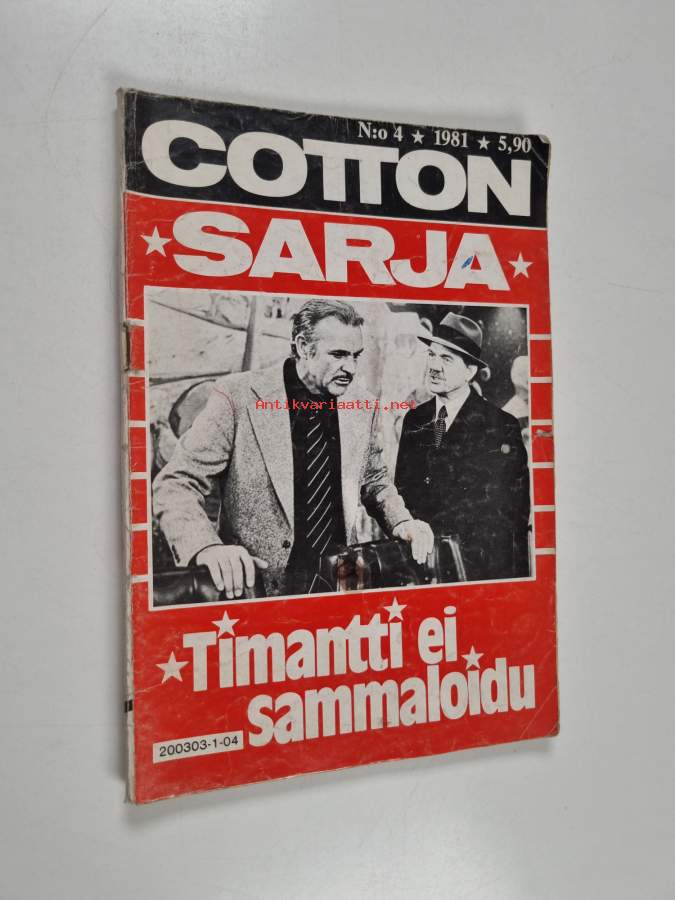 N:o 4 ★ 1981 ★ 5,90
COTTON
★SARJA★
Antikvariaatti.net
Timantti ei
sammaloidu
200303-1-04